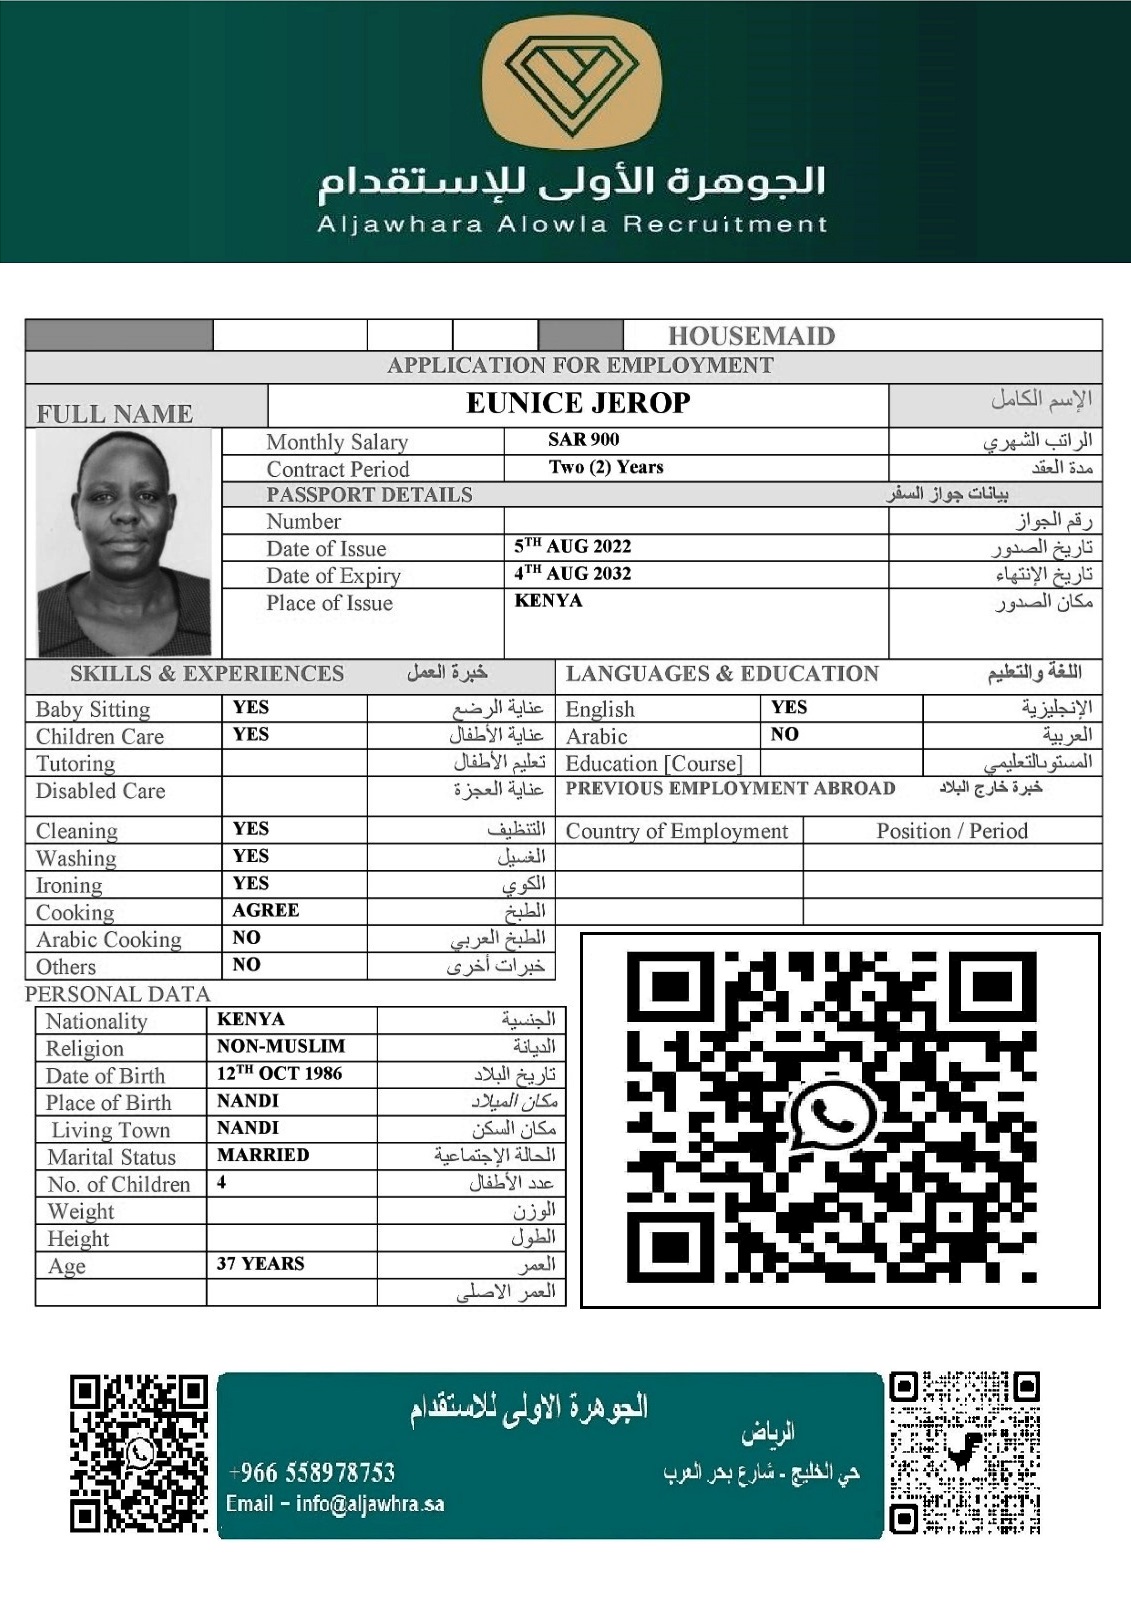 الجوهرة الأولى للإستقدام
Aljawhara Alowla Recruitment
HOUSEMAID
APPLICATION FOR EMPLOYMENT
FULL NAME EUNICE JEROP الإسم الكامل
Monthly Salary SAR 900 الراتب الشهري
Contract Period Two (2) Years مدة العقد
PASSPORT DETAILS بيانات جواز السفر
Number رقم الجواز
Date of Issue 5TH AUG 2022 تاريخ الصدور
Date of Expiry 4TH AUG 2032 تاريخ الإنتهاء
Place of Issue KENYA مكان الصدور
SKILLS & EXPERIENCES خبرة العمل
Baby Sitting YES عناية الرضع
Children Care YES عناية الأطفال
Tutoring تعليم الأطفال
Disabled Care عناية العجزة
Cleaning YES التنظيف
Washing YES الغسيل
Ironing YES الكوي
Cooking AGREE الطبخ
Arabic Cooking NO الطبخ العربي
Others NO خبرات أخرى
LANGUAGES & EDUCATION اللغة والتعليم
English YES الإنجليزية
Arabic NO العربية
Education [Course] المستوىالتعليمي
PREVIOUS EMPLOYMENT ABROAD خبرة خارج البلاد
Country of Employment Position / Period
PERSONAL DATA
Nationality KENYA الجنسية
Religion NON-MUSLIM الديانة
Date of Birth 12TH OCT 1986 تاريخ البلاد
Place of Birth NANDI مكان الميلاد
Living Town NANDI مكان السكن
Marital Status MARRIED الحالة الإجتماعية
No. of Children 4 عدد الأطفال
Weight الوزن
Height الطول
Age 37 YEARS العمر
العمر الاصلى
الجوهرة الاولى للاستقدام
الرياض
+966 558978753 حي الخليج - شارع بحر العرب
Email – info@aljawhra.sa